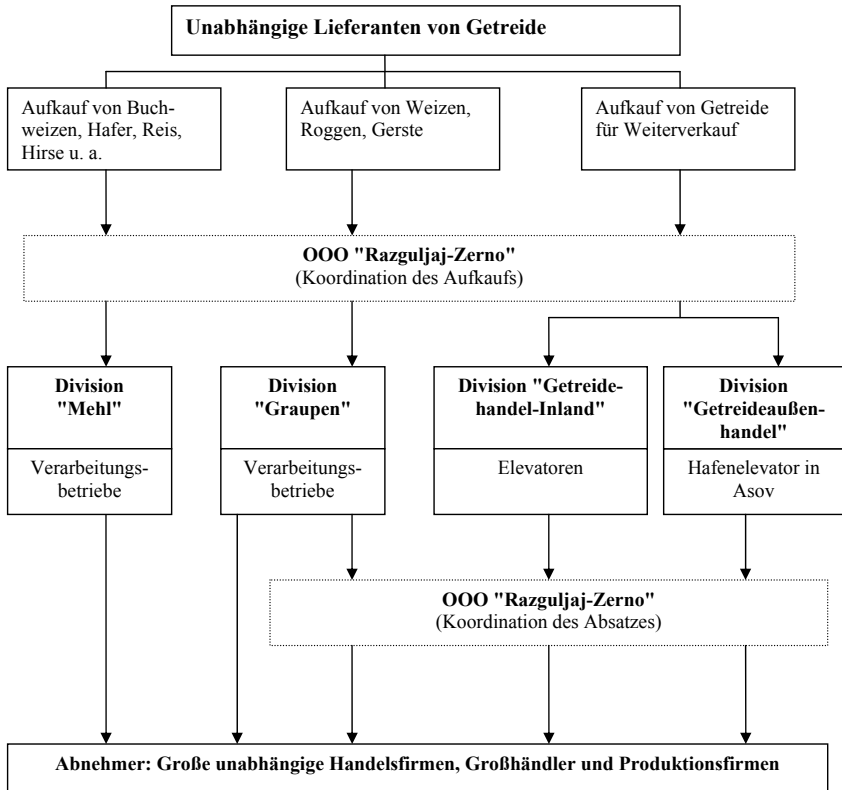 Unabhängige Lieferanten von Getreide
Aufkauf von Buch-
weizen, Hafer, Reis,
Hirse u. a.
Aufkauf von Weizen,
Roggen, Gerste
Aufkauf von Getreide
für Weiterverkauf
OOO "Razguljaj-Zerno"
(Koordination des Aufkaufs)
Division
"Mehl"
Verarbeitungs-
betriebe
Division
"Graupen"
Verarbeitungs-
betriebe
Division "Getreide-
handel-Inland"
Elevatoren
Division
"Getreideaußen-
handel"
Hafenelevator in
Asov
OOO "Razguljaj-Zerno"
(Koordination des Absatzes)
Abnehmer: Große unabhängige Handelsfirmen, Großhändler und Produktionsfirmen